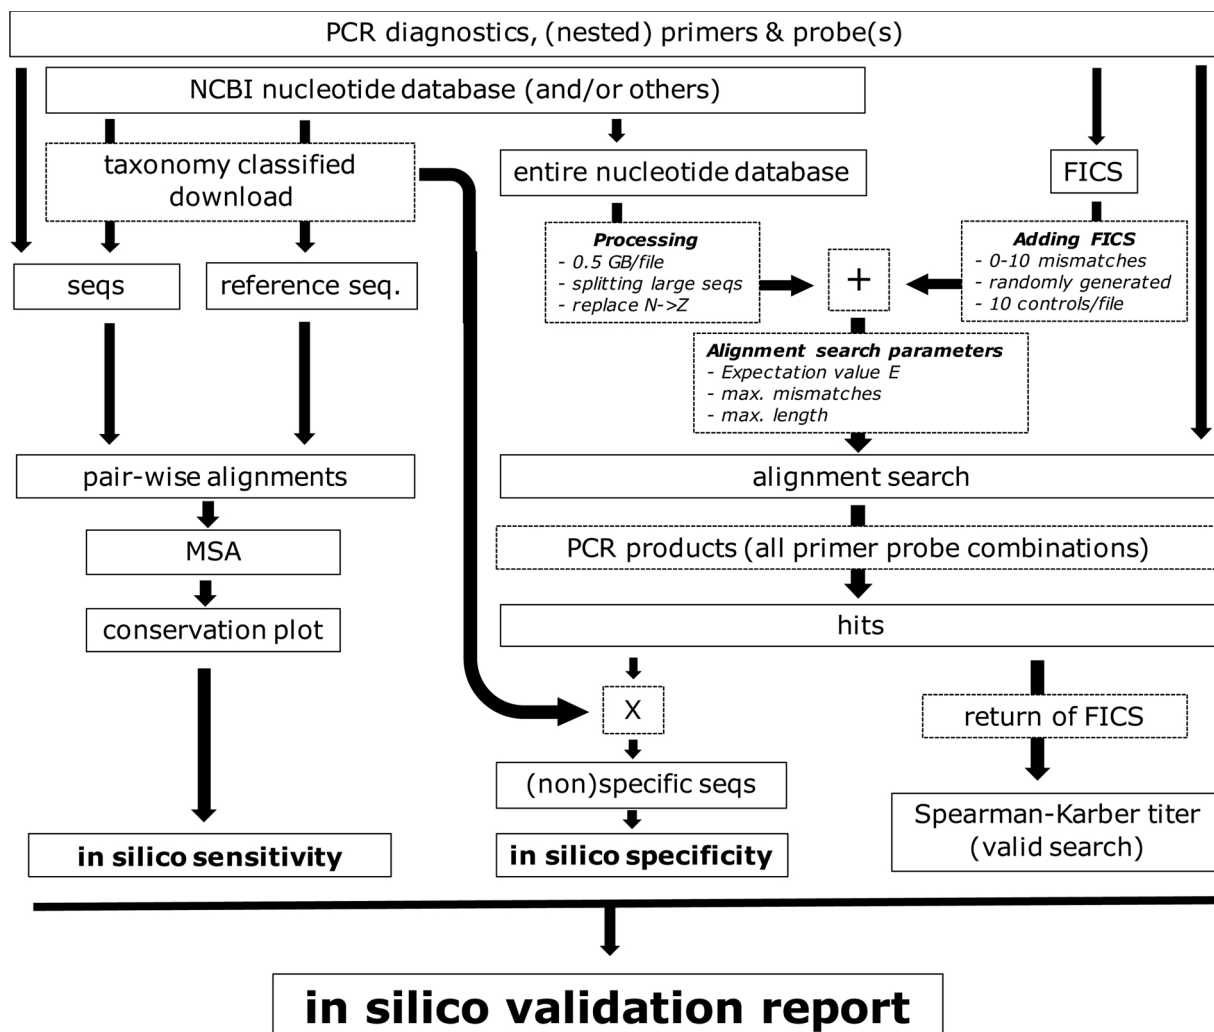 PCR diagnostics, (nested) primers & probe(s)
NCBI nucleotide database (and/or others)
taxonomy classified
download
entire nucleotide database
FICS
Processing
- 0.5 GB/file
- splitting large seqs
- replace N->Z
+
Adding FICS
- 0-10 mismatches
- randomly generated
- 10 controls/file
seqs
reference seq.
Alignment search parameters
- Expectation value E
- max. mismatches
- max. length
pair-wise alignments
alignment search
MSA
PCR products (all primer probe combinations)
conservation plot
hits
X
return of FICS
(non)specific seqs
Spearman-Karber titer
(valid search)
in silico sensitivity
in silico specificity
in silico validation report